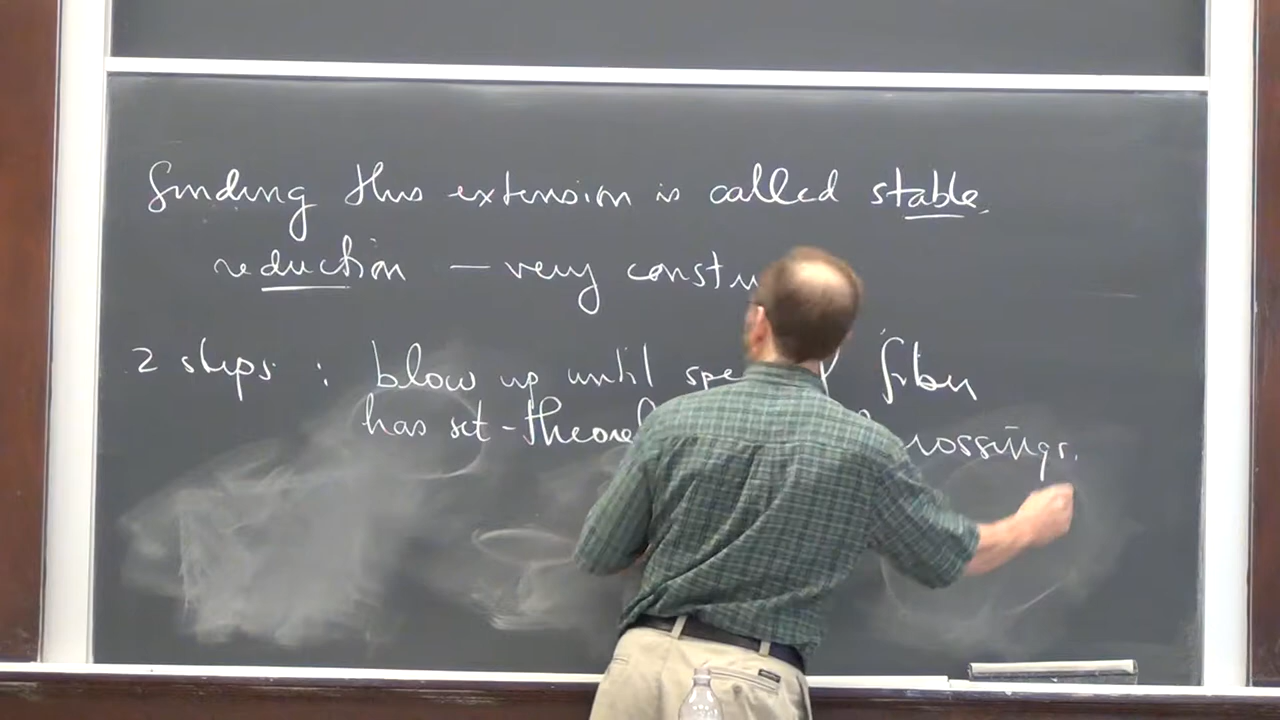 Finding this extension is called stable
reduction — very constru
2 steps : blow up until spe l fiber
has set-theore rossings.